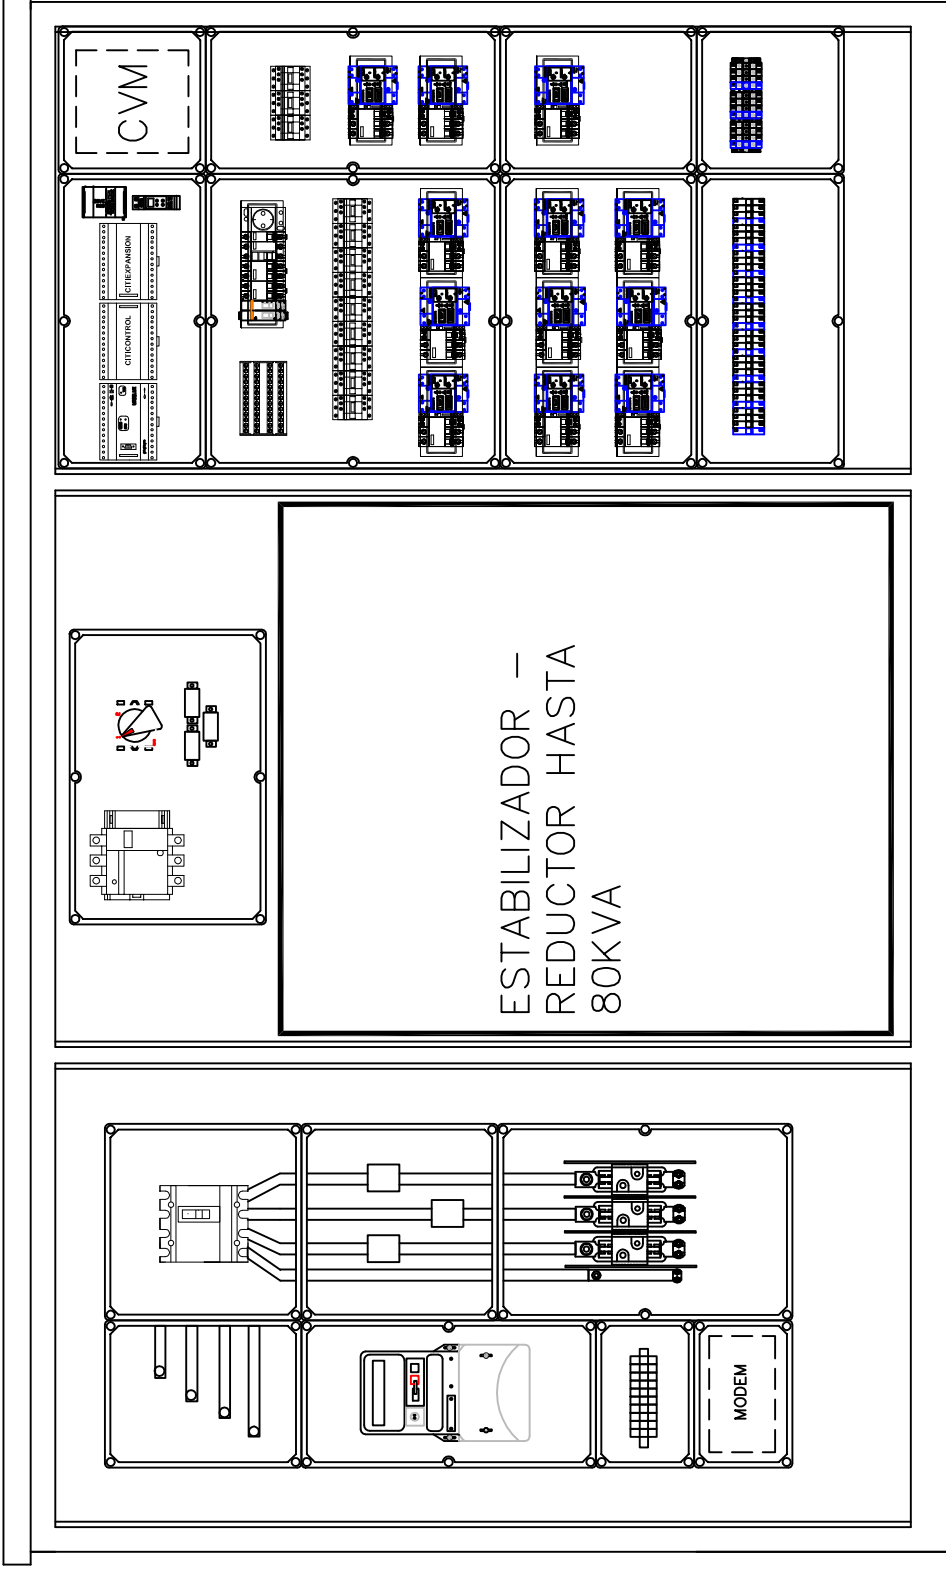 CVM
CITIEXPANSION
CITICONTROL
ESTABILIZADOR –
REDUCTOR HASTA
80KVA
MODEM